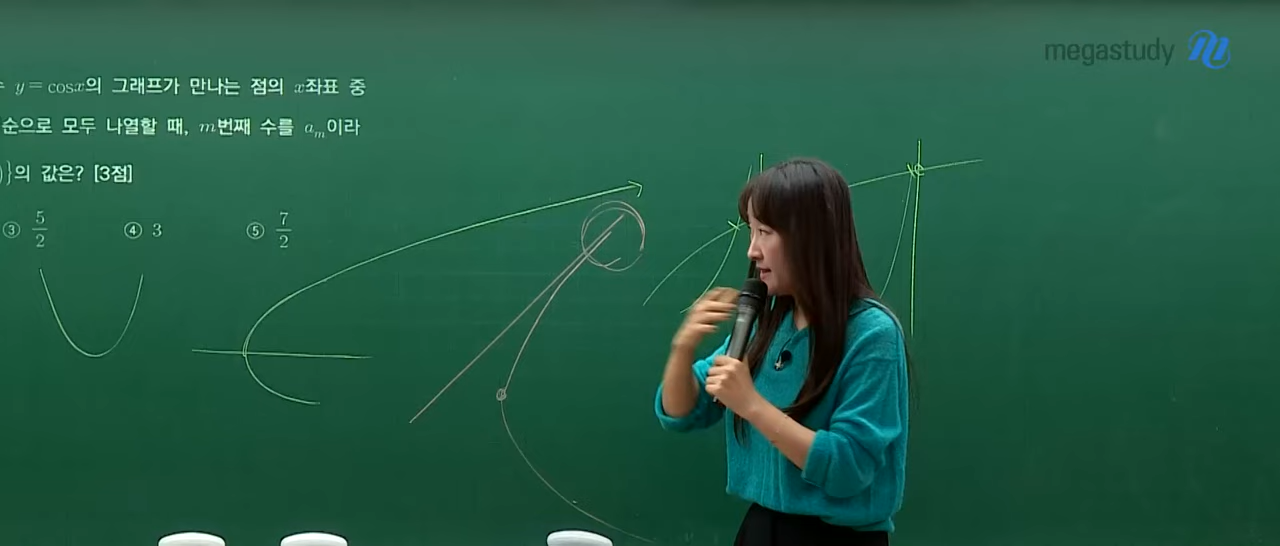 megastudy
y=cosx의 그래프가 만나는 점의 x좌표 중
순으로 모두 나열할 때, m번째 수를 aₘ이라
)}의 값은? [3점]
③ 5/2 ④ 3 ⑤ 7/2